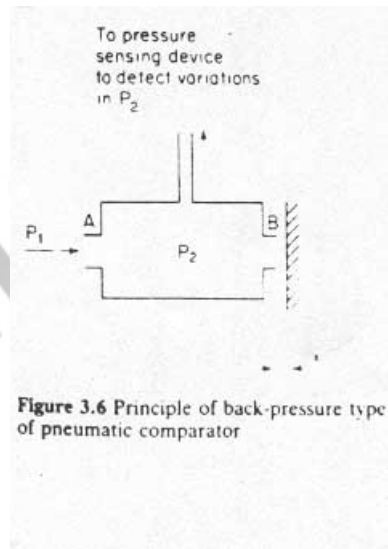 To pressure
sensing device
to detect variations
in P2
A
B
P1
P2
Figure 3.6 Principle of back-pressure type
of pneumatic comparator